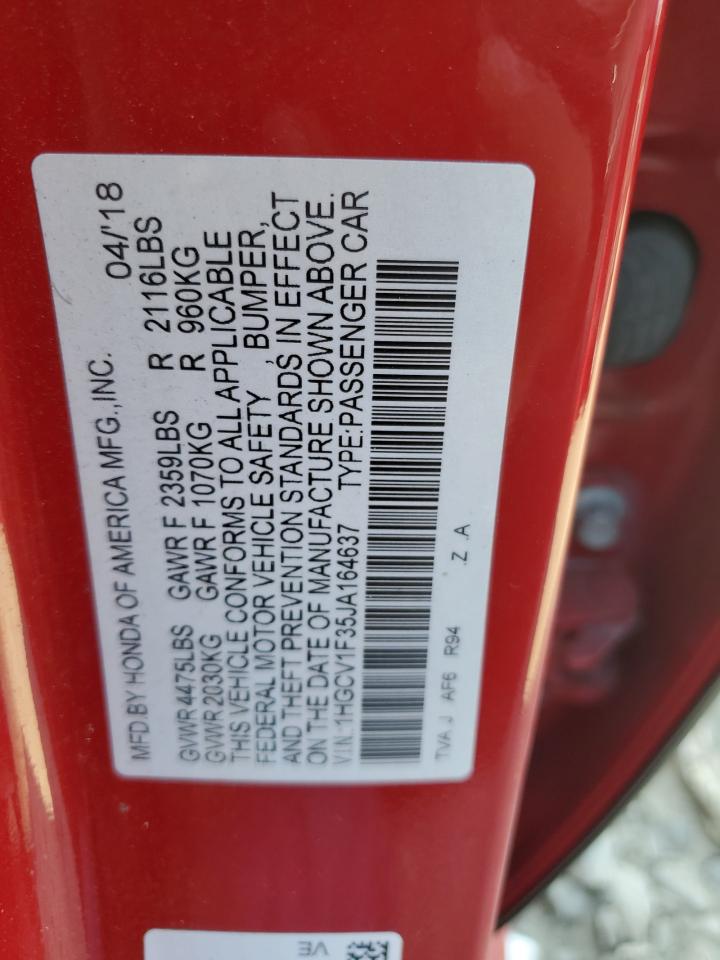 MFD.BY HONDA OF AMERICA MFG.,INC. 04/'18
GVWR 4475LBS GAWR F 2359LBS R 2116LBS
GVWR 2030KG GAWR F 1070KG R 960KG
THIS VEHICLE CONFORMS TO ALL APPLICABLE
FEDERAL MOTOR VEHICLE SAFETY , BUMPER,
AND THEFT PREVENTION STANDARDS IN EFFECT
ON THE DATE OF MANUFACTURE SHOWN ABOVE.
V.I.N.:1HGCV1F35JA164637 TYPE:PASSENGER CAR
TVA J AF6 R94 .Z .A
VE